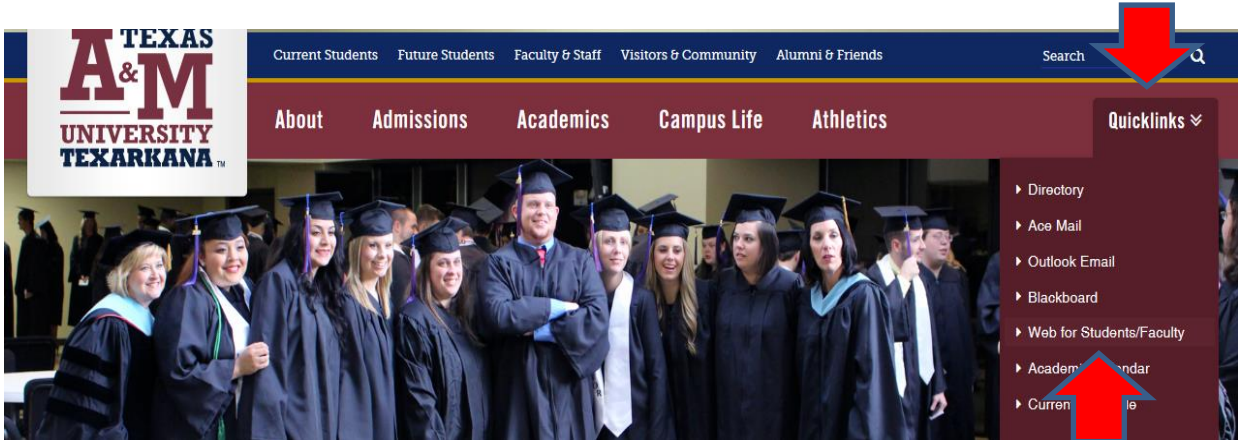 TEXAS
A&M
UNIVERSITY
TEXARKANA TM
Current Students Future Students Faculty & Staff Visitors & Community Alumni & Friends
Search
About Admissions Academics Campus Life Athletics
Quicklinks
Directory
Ace Mail
Outlook Email
Blackboard
Web for Students/Faculty